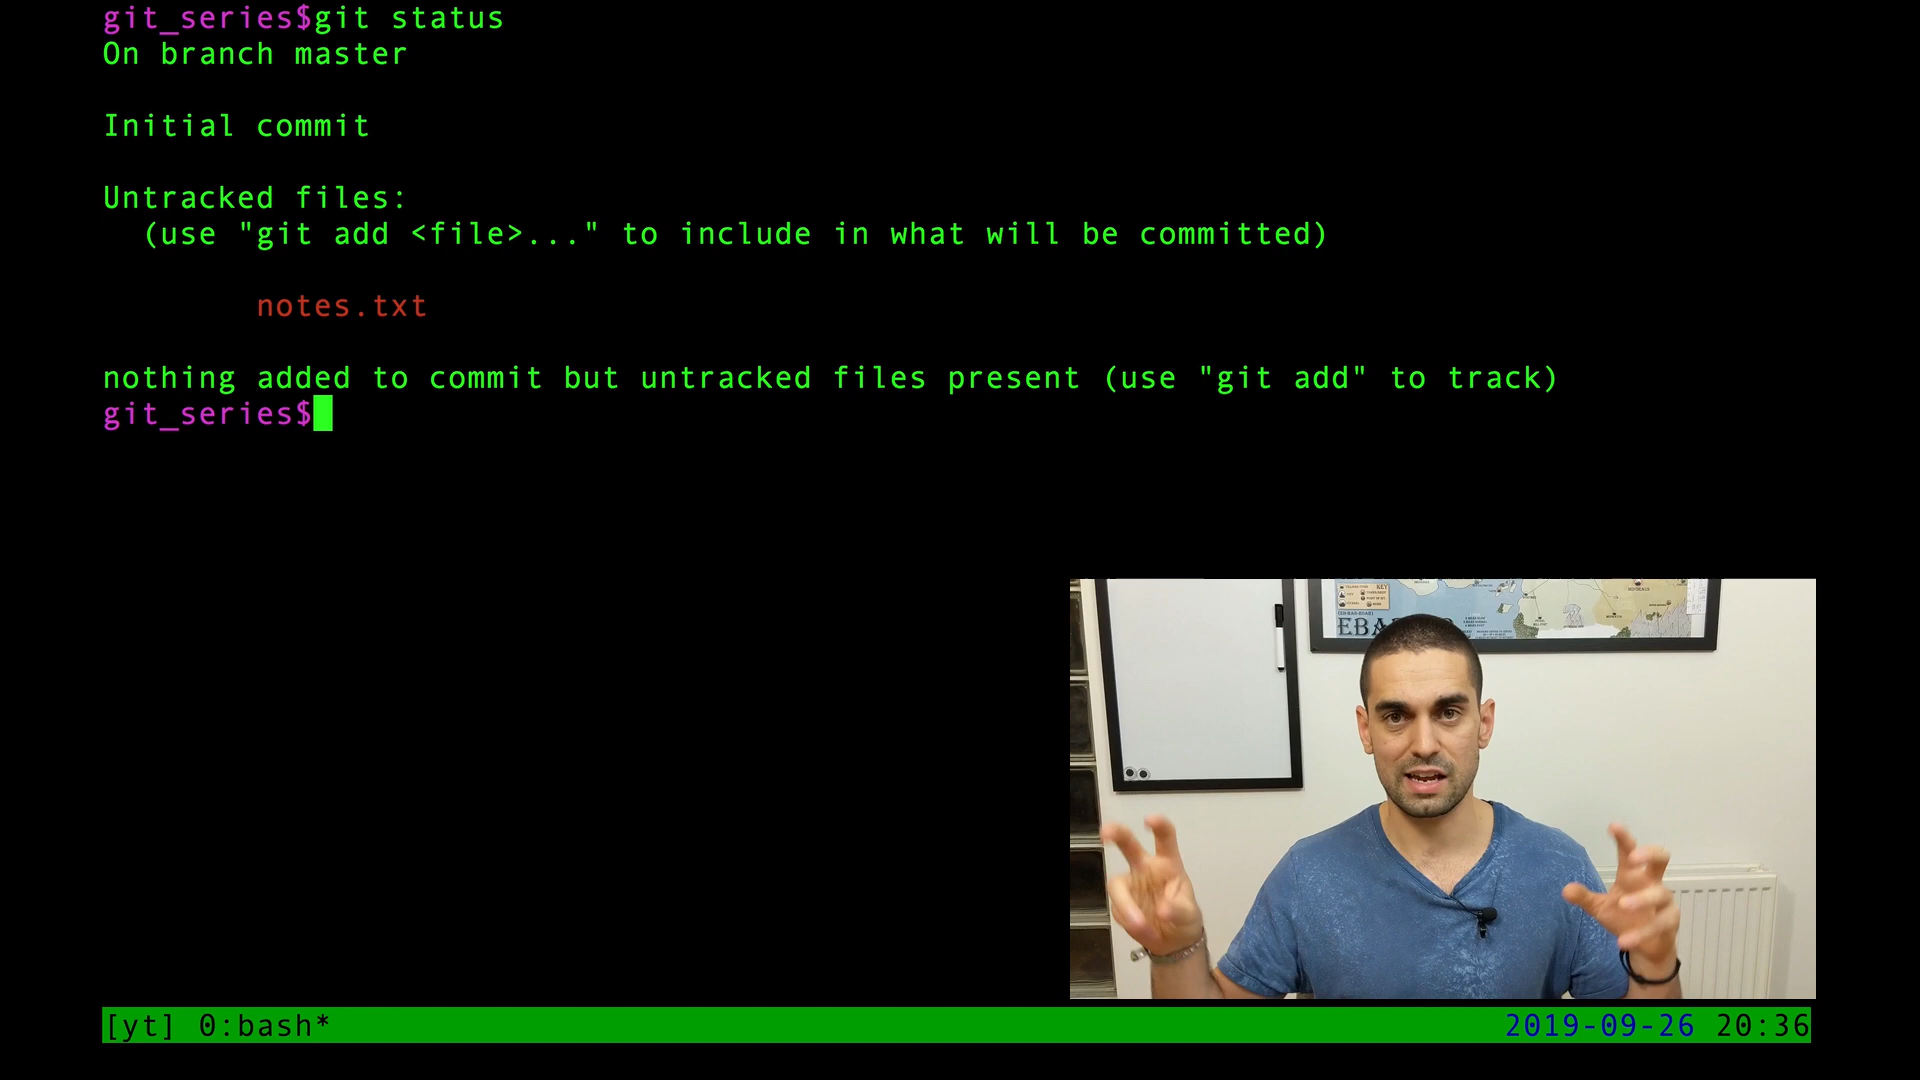 git_series$git status
On branch master
Initial commit
Untracked files:
(use "git add <file>..." to include in what will be committed)
notes.txt
nothing added to commit but untracked files present (use "git add" to track)
git_series$
KEY
EBA
[yt] 0:bash* 2019-09-26 20:36